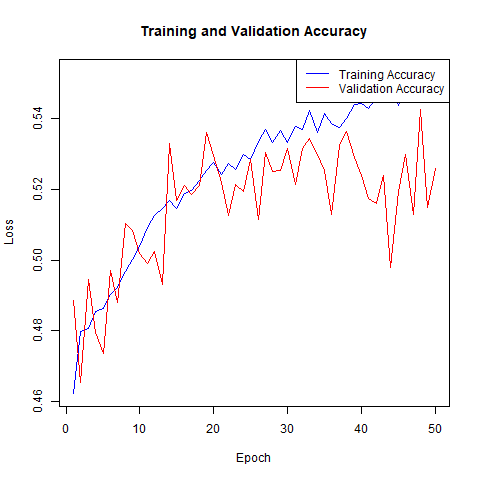 Training and Validation Accuracy
Training Accuracy
Validation Accuracy
0.54
0.52
0.50
0.48
0.46
Loss
0 10 20 30 40 50
Epoch